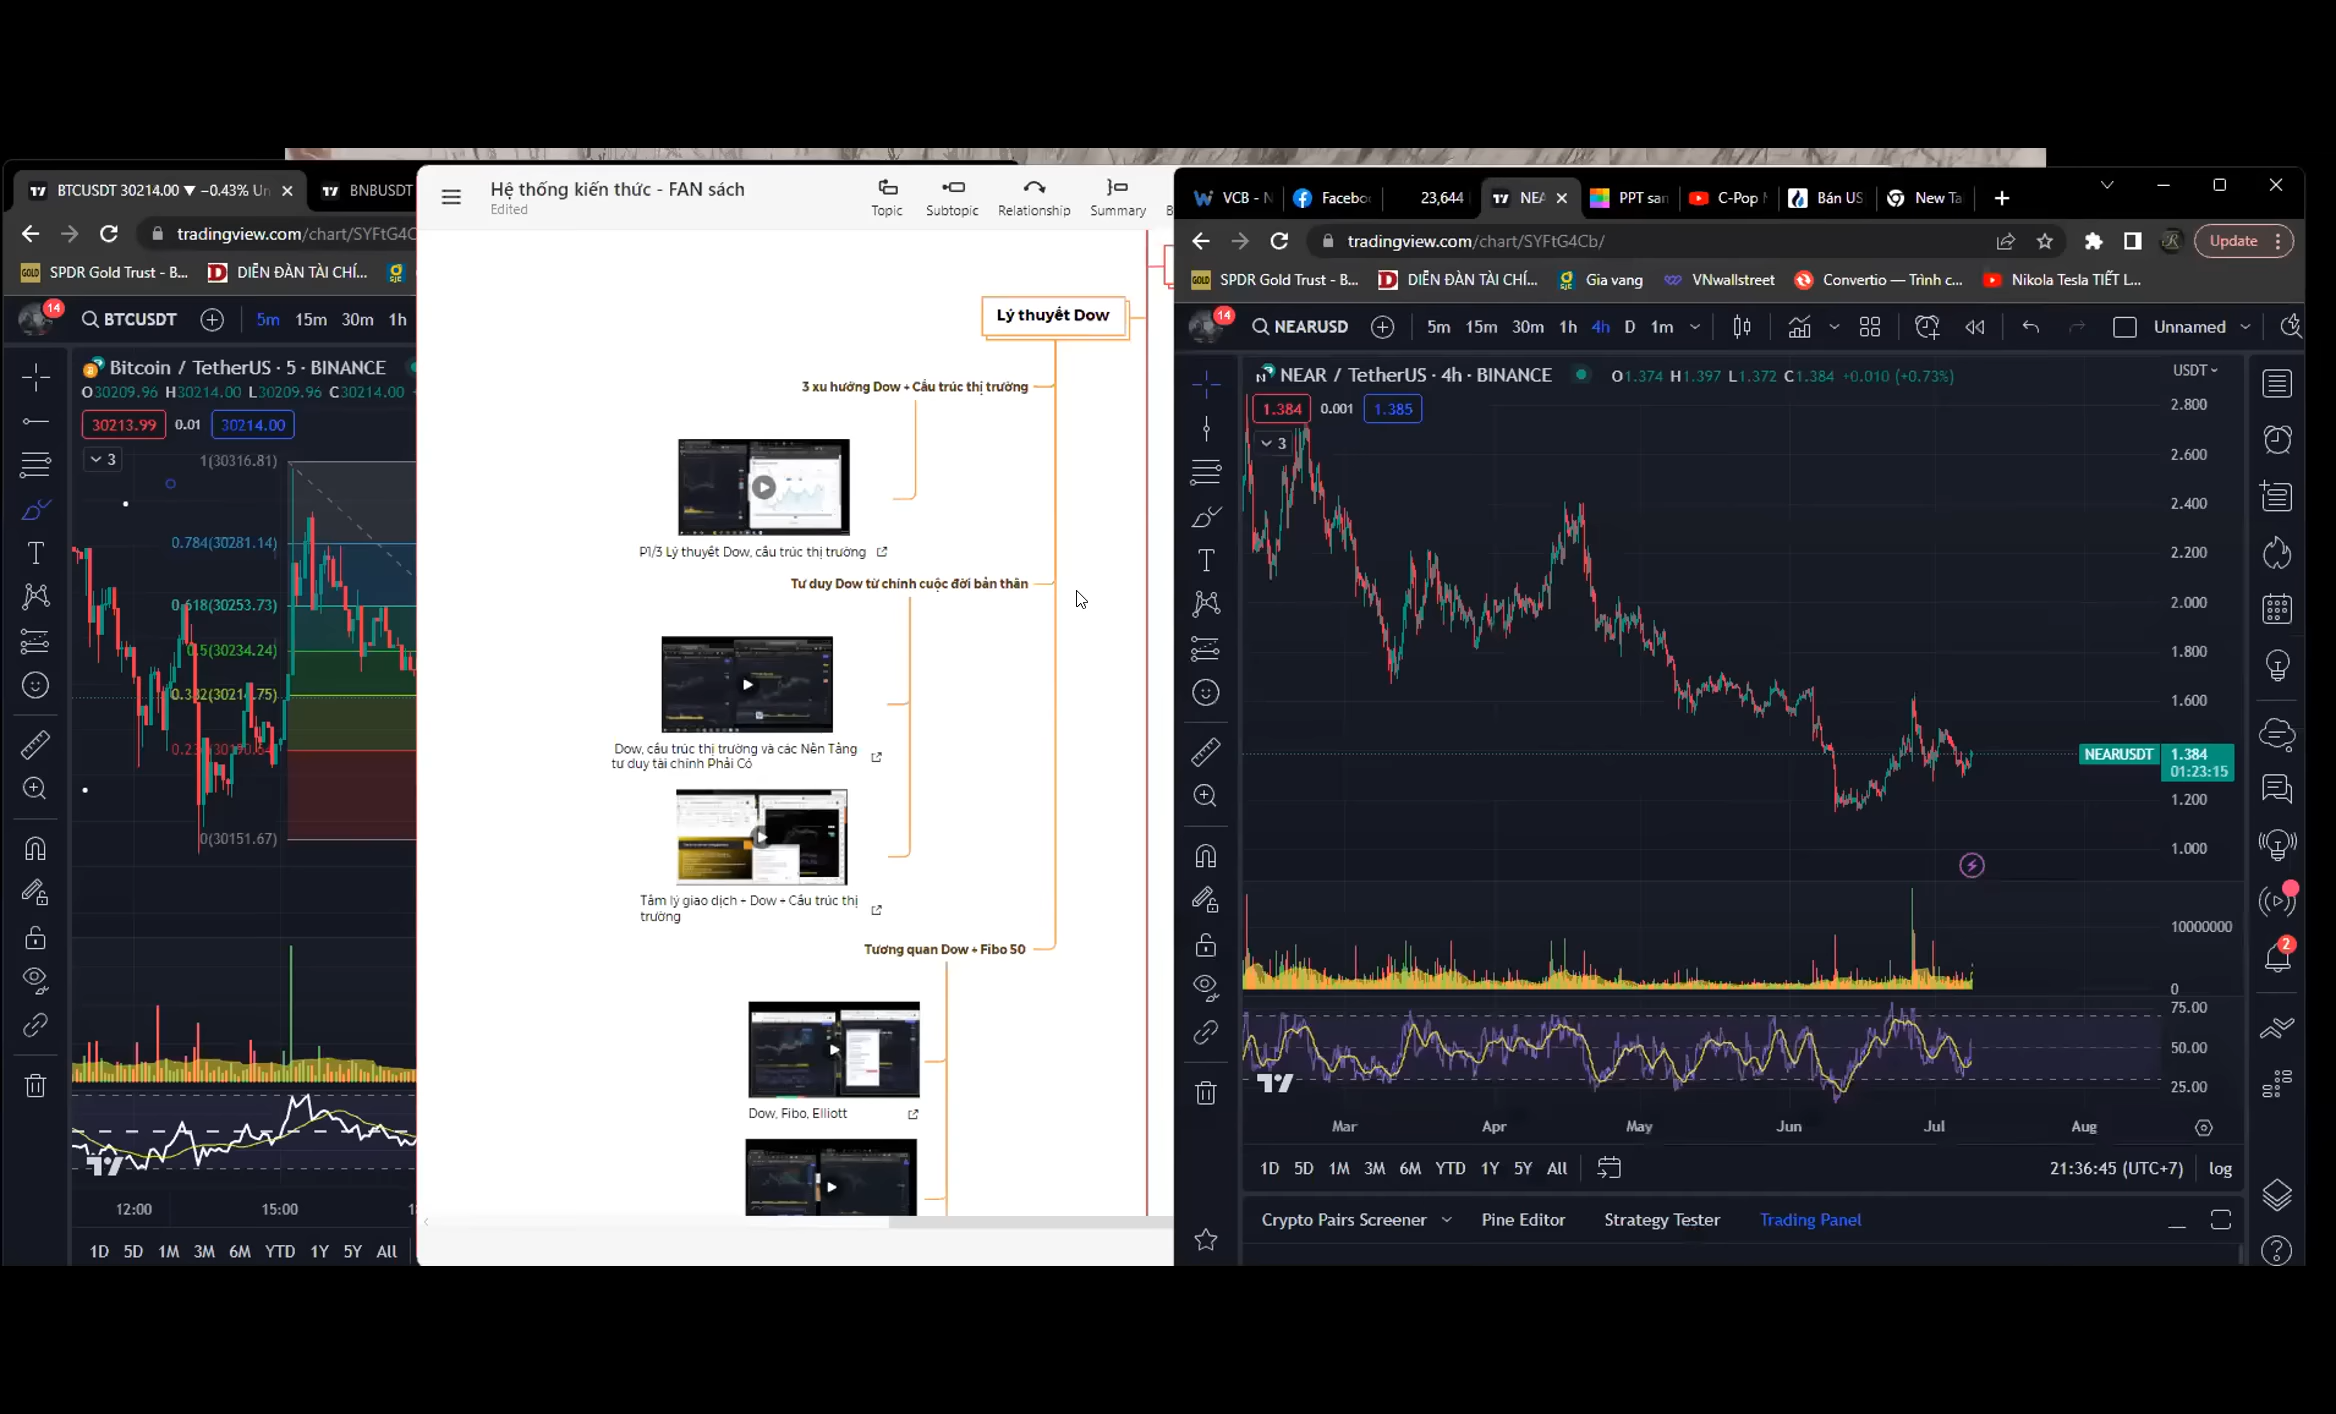 BTCUSDT 30214.00 ▼ −0.43% Un
BNBUSDT
tradingview.com/chart/SYFtG4C
SPDR Gold Trust - B...
DIỄN ĐÀN TÀI CHÍ...
14
BTCUSDT
5m 15m 30m 1h
Bitcoin / TetherUS · 5 · BINANCE
O30209.96 H30214.00 L30209.96 C30214.00
30213.99 0.01 30214.00
3
1(30316.81)
0.784(30281.14)
0.618(30253.73)
0.5(30234.24)
0.382(30214.75)
0(30151.67)
12:00 15:00
1D 5D 1M 3M 6M YTD 1Y 5Y All
Hệ thống kiến thức - FAN sách
Edited
Topic Subtopic Relationship Summary
Lý thuyết Dow
3 xu hướng Dow + Cấu trúc thị trường
P1/3 Lý thuyết Dow, cấu trúc thị trường
Tư duy Dow từ chính cuộc đời bản thân
Dow, cấu trúc thị trường và các Nền Tảng
tư duy tài chính Phải Có
Tâm lý giao dịch + Dow + Cấu trúc thị
trường
Tương quan Dow + Fibo 50
Dow, Fibo, Elliott
VCB - N
Facebo
23,644
NEA
PPT san
C-Pop
Bán US
New Ta
tradingview.com/chart/SYFtG4Cb/
Update
SPDR Gold Trust - B...
DIỄN ĐÀN TÀI CHÍ...
Gia vang
VNwallstreet
Convertio — Trình c...
Nikola Tesla TIẾT L...
14
NEARUSD
5m 15m 30m 1h 4h D 1m
Unnamed
NEAR / TetherUS · 4h · BINANCE
O1.374 H1.397 L1.372 C1.384 +0.010 (+0.73%)
USDT
1.384 0.001 1.385
3
2.800
2.600
2.400
2.200
2.000
1.800
1.600
NEARUSDT 1.384
01:23:15
1.200
1.000
10000000
0
75.00
50.00
25.00
2
Mar Apr May Jun Jul Aug
1D 5D 1M 3M 6M YTD 1Y 5Y All
21:36:45 (UTC+7) log
Crypto Pairs Screener
Pine Editor
Strategy Tester
Trading Panel